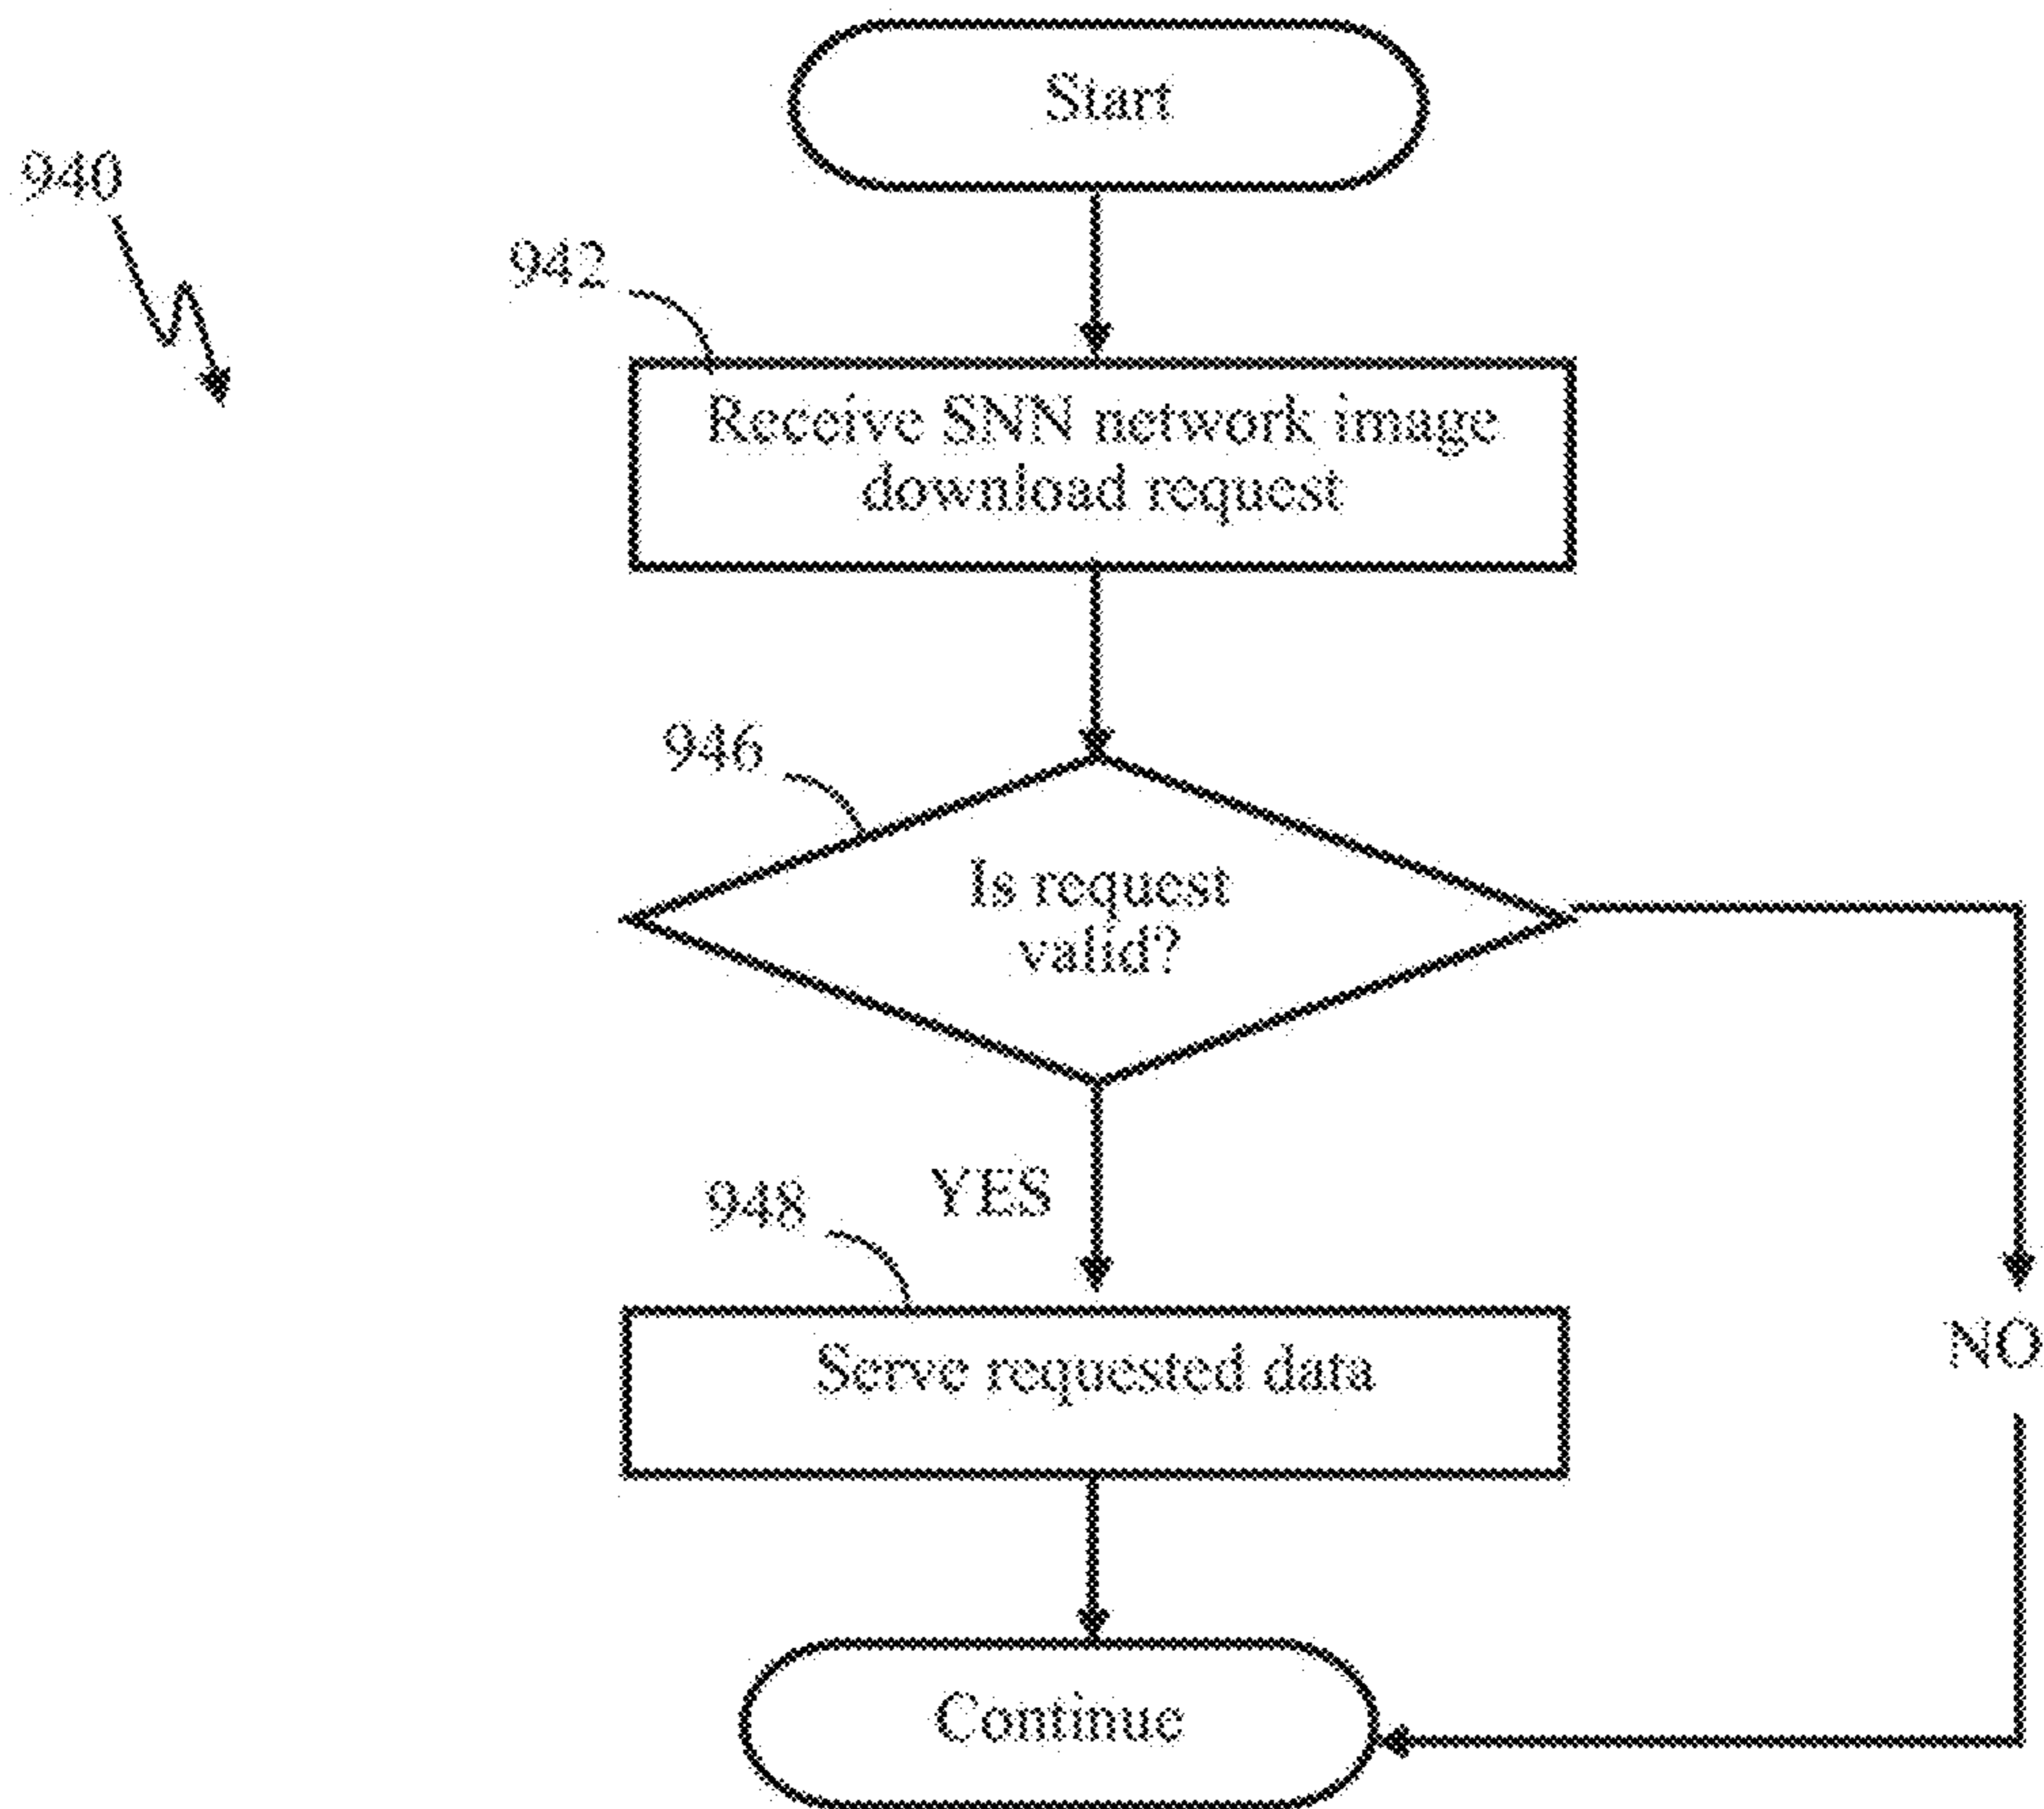 Start
940
942
Receive SNN network image
download request
946
Is request
valid?
YES
948
Serve requested data
NO
Continue